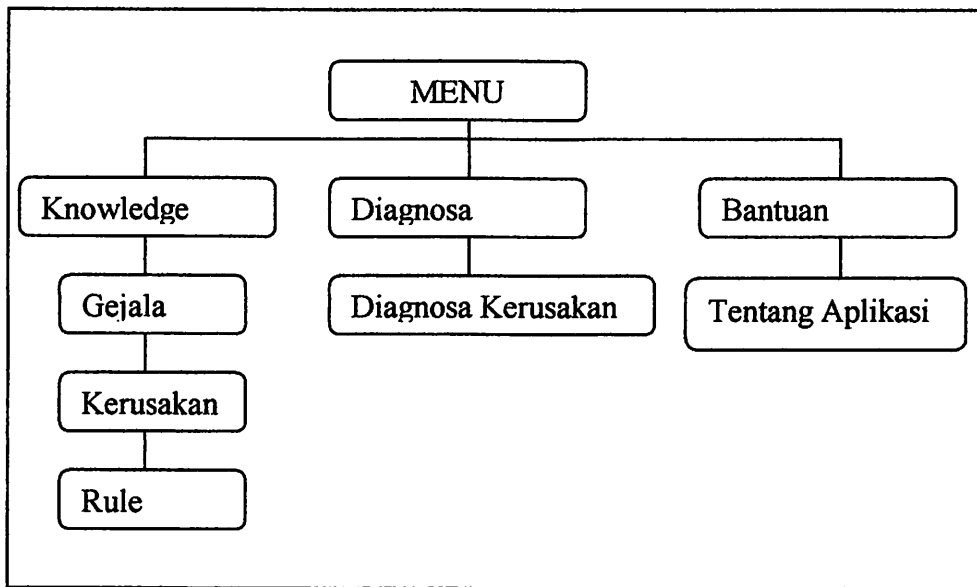 MENU
Knowledge
Diagnosa
Bantuan
Gejala
Diagnosa Kerusakan
Tentang Aplikasi
Kerusakan
Rule